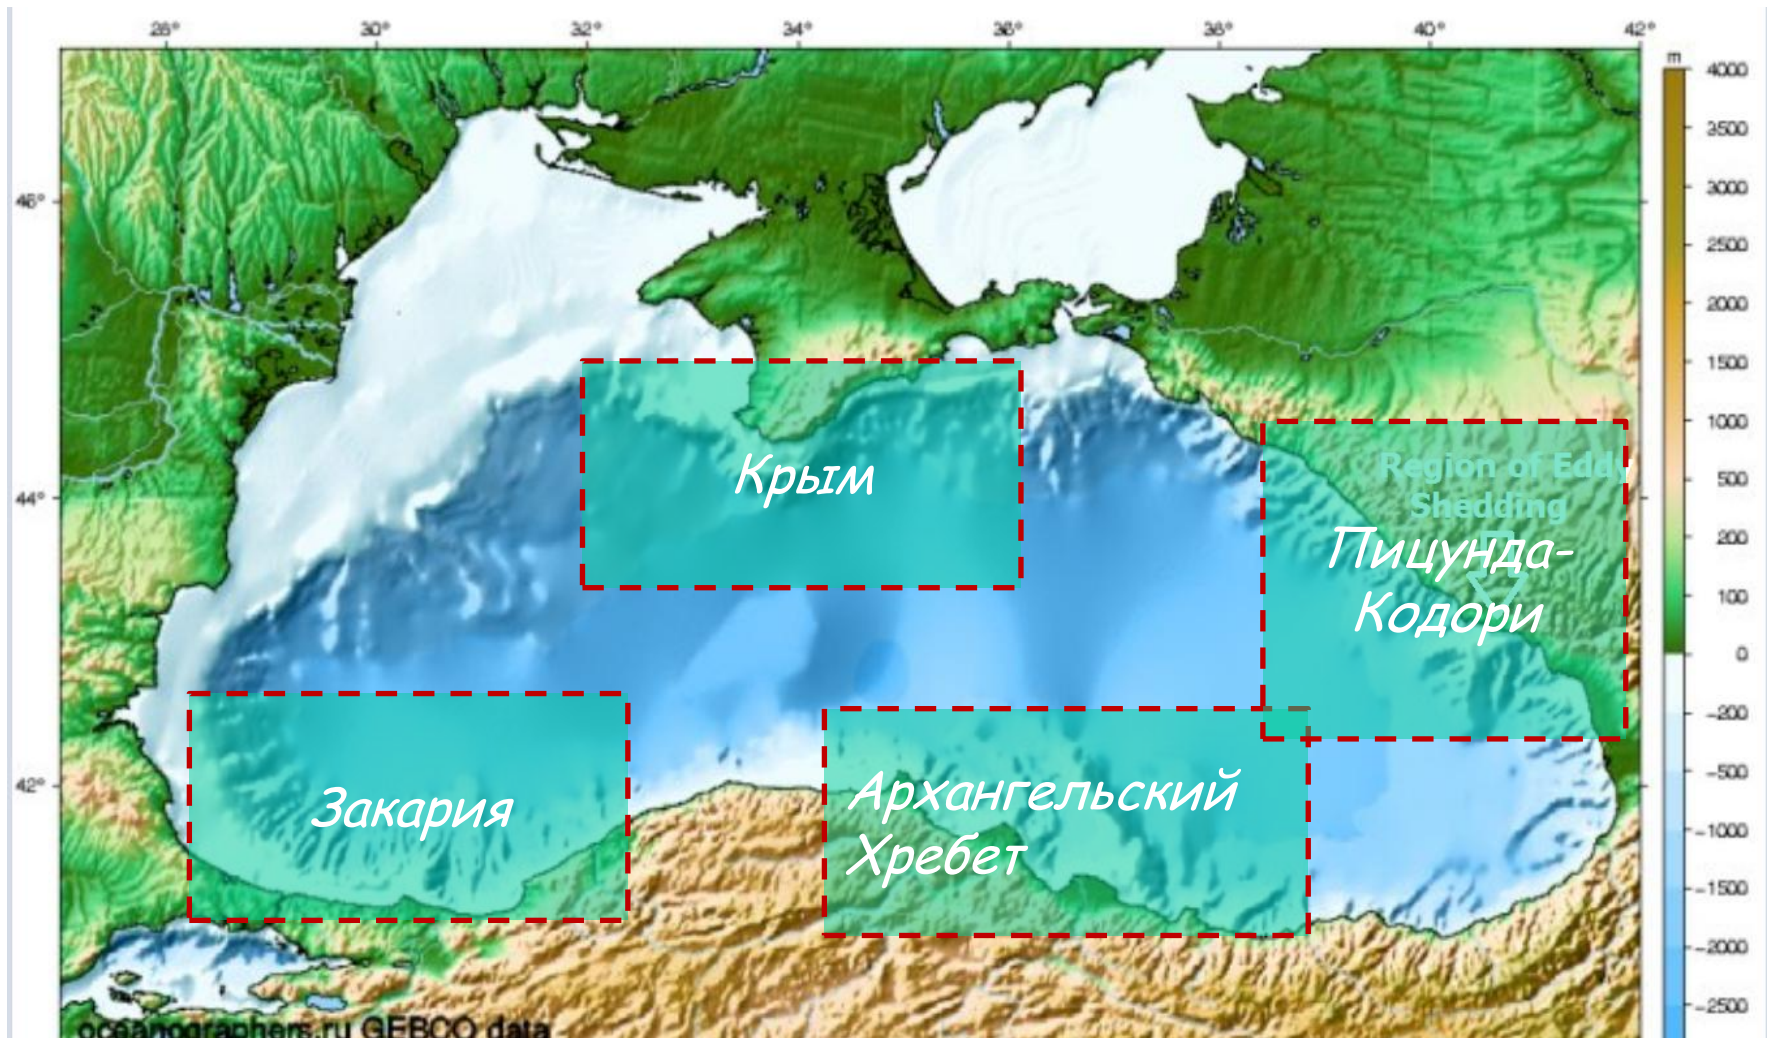 28° 30° 32° 34° 36° 38° 40° 42°
m
4000
3500
3000
2500
2000
1500
1000
500
200
100
0
-200
-500
-1000
-1500
-2000
-2500
46°
44°
42°
Крым
Region of Eddy
Shedding
Пицунда-
Кодори
Закария
Архангельский
Хребет
oceanographers.ru GEBCO data